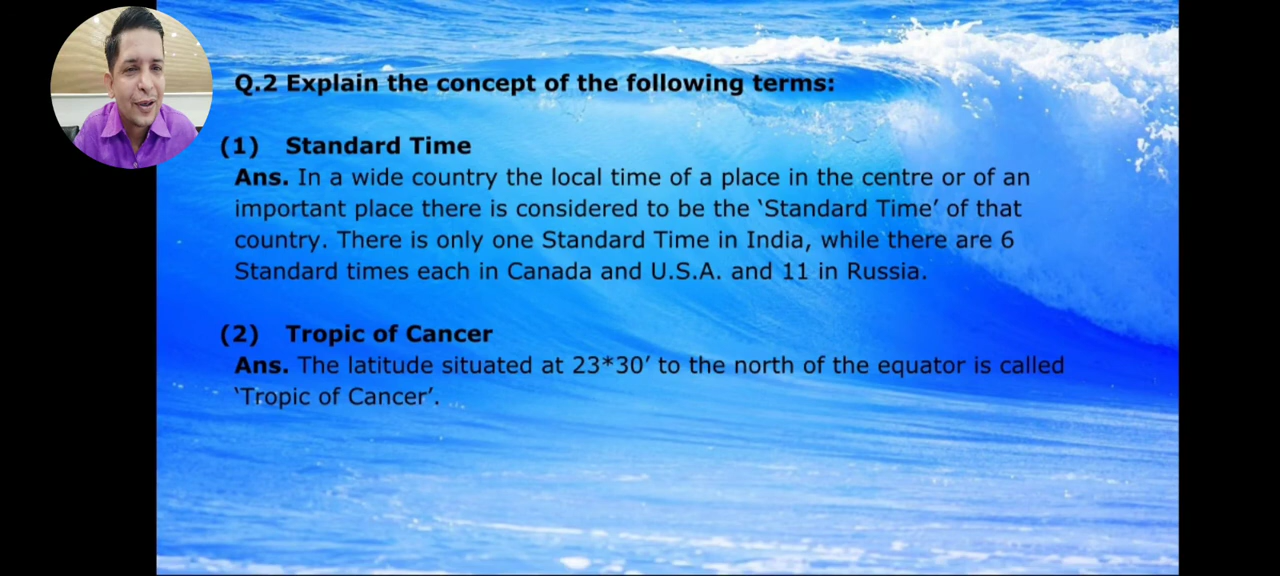 Q.2 Explain the concept of the following terms:
(1) Standard Time
Ans. In a wide country the local time of a place in the centre or of an
important place there is considered to be the ‘Standard Time’ of that
country. There is only one Standard Time in India, while there are 6
Standard times each in Canada and U.S.A. and 11 in Russia.
(2) Tropic of Cancer
Ans. The latitude situated at 23*30′ to the north of the equator is called
‘Tropic of Cancer’.